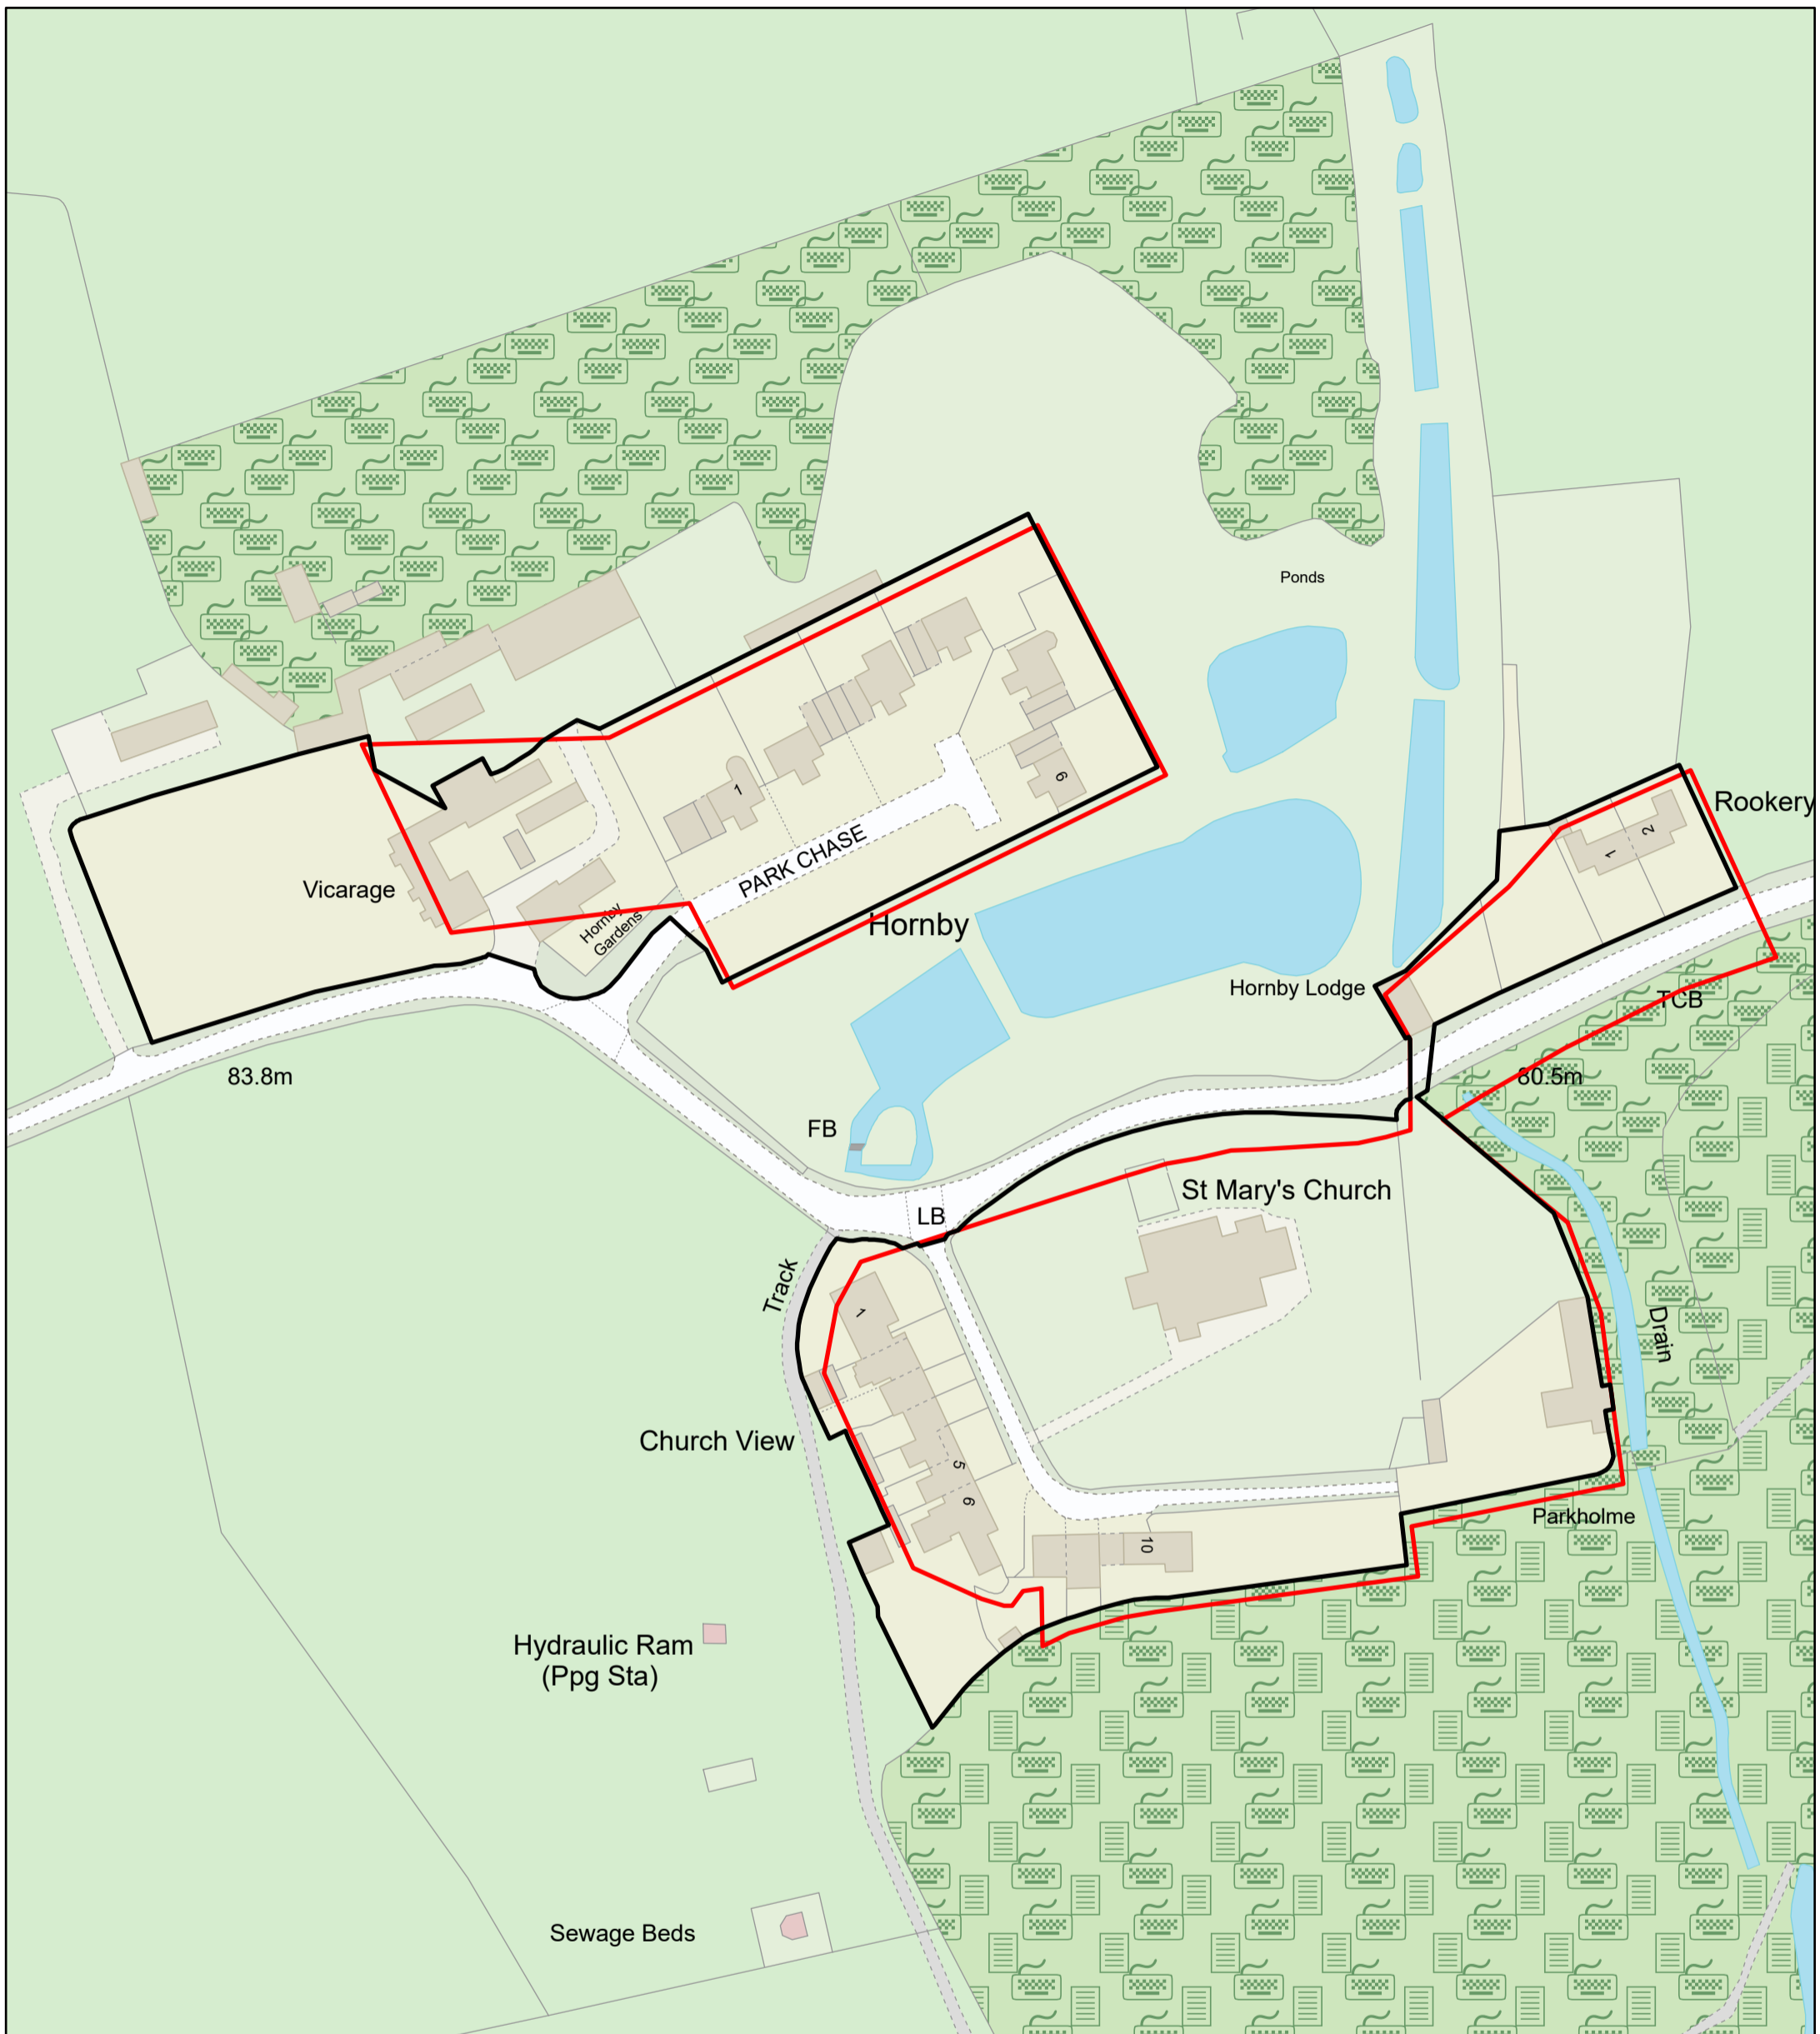 Ponds
Rookery
2
1
1
6
PARK CHASE
Vicarage
Hornby
Gardens
Hornby
Hornby Lodge
TCB
83.8m
80.5m
FB
St Mary's Church
LB
Track
1
Drain
Church View
5
6
10
Parkholme
Hydraulic Ram
(Ppg Sta)
Sewage Beds